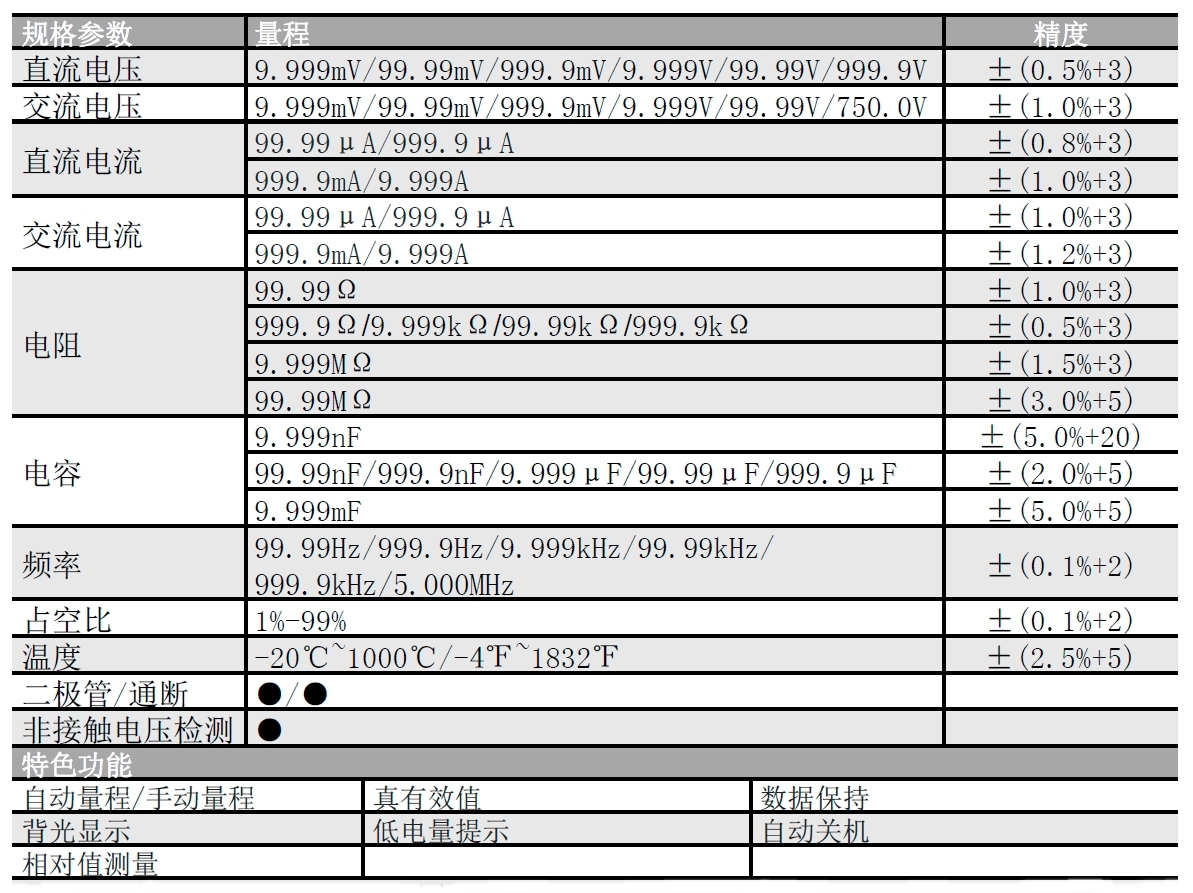 规格参数 量程 精度
直流电压 9.999mV/99.99mV/999.9mV/9.999V/99.99V/999.9V ±(0.5%+3)
交流电压 9.999mV/99.99mV/999.9mV/9.999V/99.99V/750.0V ±(1.0%+3)
直流电流 99.99μA/999.9μA ±(0.8%+3)
999.9mA/9.999A ±(1.0%+3)
交流电流 99.99μA/999.9μA ±(1.0%+3)
999.9mA/9.999A ±(1.2%+3)
电阻 99.99Ω ±(1.0%+3)
999.9Ω/9.999kΩ/99.99kΩ/999.9kΩ ±(0.5%+3)
9.999MΩ ±(1.5%+3)
99.99MΩ ±(3.0%+5)
电容 9.999nF ±(5.0%+20)
99.99nF/999.9nF/9.999μF/99.99μF/999.9μF ±(2.0%+5)
9.999mF ±(5.0%+5)
频率 99.99Hz/999.9Hz/9.999kHz/99.99kHz/
999.9kHz/5.000MHz ±(0.1%+2)
占空比 1%-99% ±(0.1%+2)
温度 -20℃~1000℃/-4℉~1832℉ ±(2.5%+5)
二极管/通断 ●/●
非接触电压检测 ●
特色功能
自动量程/手动量程 真有效值 数据保持
背光显示 低电量提示 自动关机
相对值测量